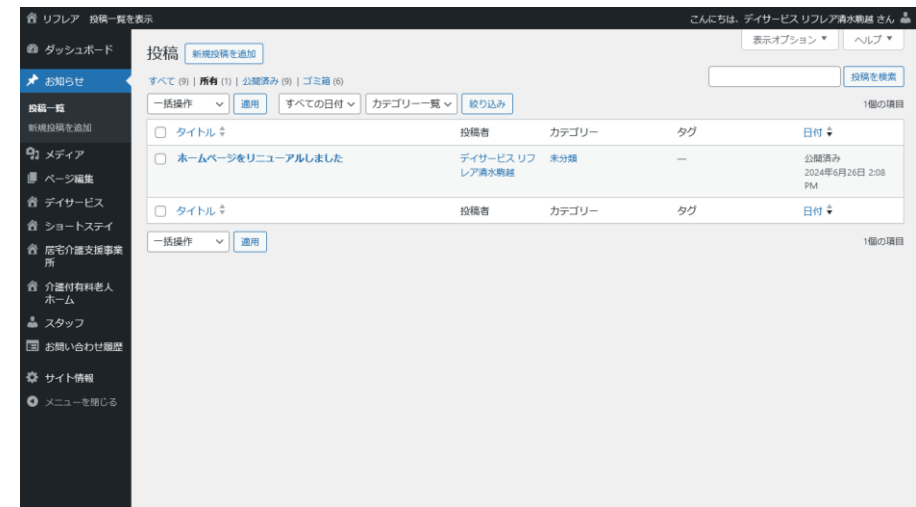 リフレア 投稿一覧を表示
こんにちは、デイサービス リフレア清水駒越 さん
ダッシュボード
お知らせ
投稿一覧
新規投稿を追加
メディア
ページ編集
デイサービス
ショートステイ
居宅介護支援事業
所
介護付有料老人
ホーム
スタッフ
お問い合わせ履歴
サイト情報
メニューを閉じる
表示オプション ▼
ヘルプ ▼
投稿 新規投稿を追加
すべて (9) | 所有 (1) | 公開済み (9) | ゴミ箱 (6)
投稿を検索
一括操作 適用 すべての日付 カテゴリー一覧 絞り込み
1個の項目
タイトル 投稿者 カテゴリー タグ 日付
ホームページをリニューアルしました
デイサービス リフ
レア清水駒越
未分類
—
公開済み
2024年6月26日 2:08
PM
タイトル 投稿者 カテゴリー タグ 日付
一括操作 適用
1個の項目